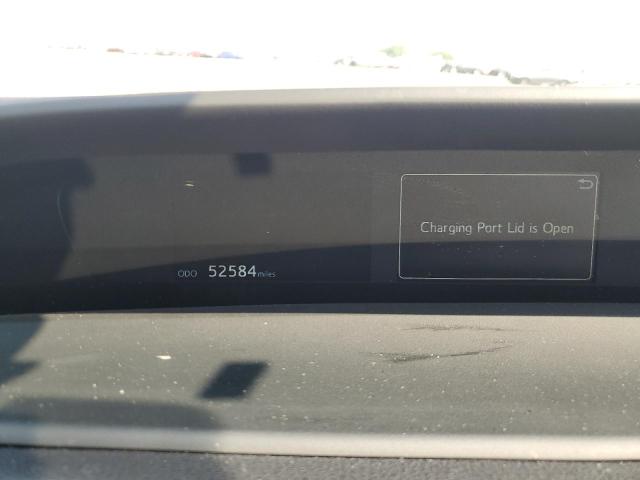 Charging Port Lid is Open
ODO 52584 miles